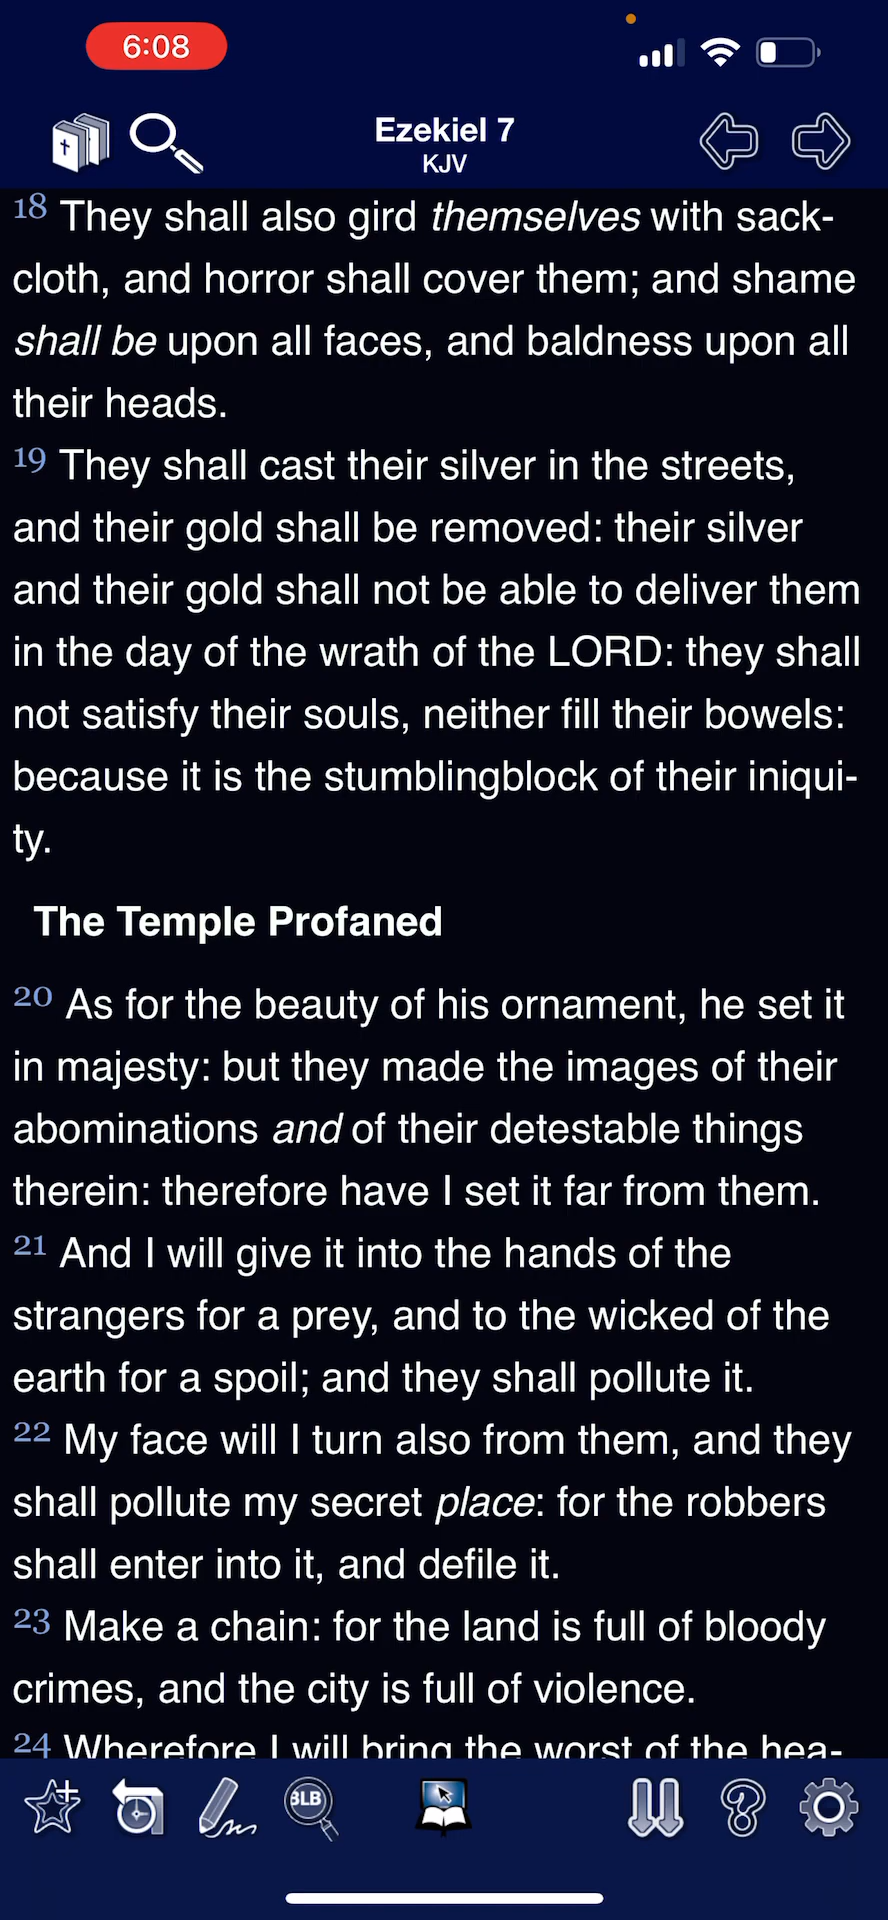 6:08
Ezekiel 7
KJV
18 They shall also gird themselves with sack-
cloth, and horror shall cover them; and shame
shall be upon all faces, and baldness upon all
their heads.
19 They shall cast their silver in the streets,
and their gold shall be removed: their silver
and their gold shall not be able to deliver them
in the day of the wrath of the LORD: they shall
not satisfy their souls, neither fill their bowels:
because it is the stumblingblock of their iniqui-
ty.
The Temple Profaned
20 As for the beauty of his ornament, he set it
in majesty: but they made the images of their
abominations and of their detestable things
therein: therefore have I set it far from them.
21 And I will give it into the hands of the
strangers for a prey, and to the wicked of the
earth for a spoil; and they shall pollute it.
22 My face will I turn also from them, and they
shall pollute my secret place: for the robbers
shall enter into it, and defile it.
23 Make a chain: for the land is full of bloody
crimes, and the city is full of violence.
24 Wherefore I will bring the worst of the hea-
BLB